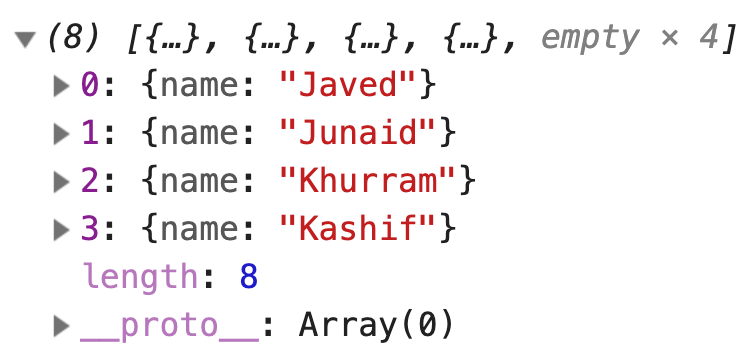 ▼(8) [{…}, {…}, {…}, {…}, empty × 4]
▶0: {name: "Javed"}
▶1: {name: "Junaid"}
▶2: {name: "Khurram"}
▶3: {name: "Kashif"}
length: 8
▶__proto__: Array(0)